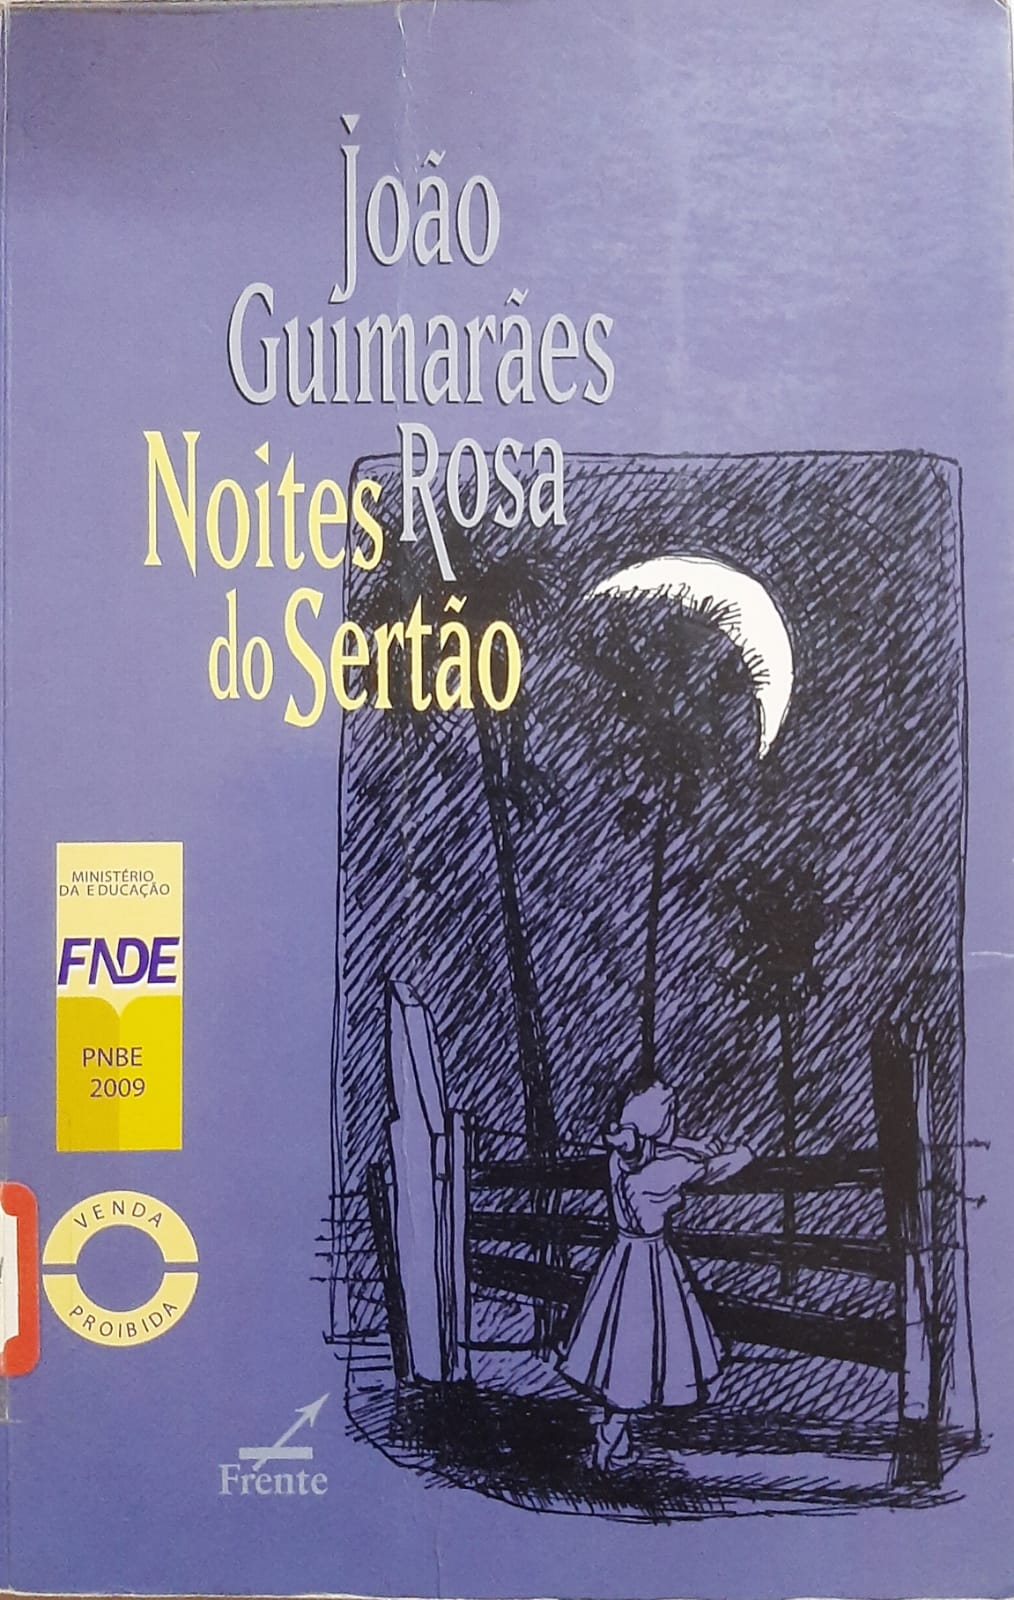 João
Guimarães
Rosa
Noites
do Sertão
MINISTÉRIO
DA EDUCAÇÃO
FNDE
PNBE
2009
VENDA
PROIBIDA
Frente